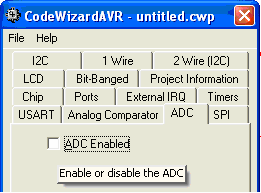 CodeWizardAVR - untitled.cwp
File Help
I2C 1 Wire 2 Wire (I2C)
LCD Bit-Banged Project Information
Chip Ports External IRQ Timers
USART Analog Comparator ADC SPI
ADC Enabled
Enable or disable the ADC